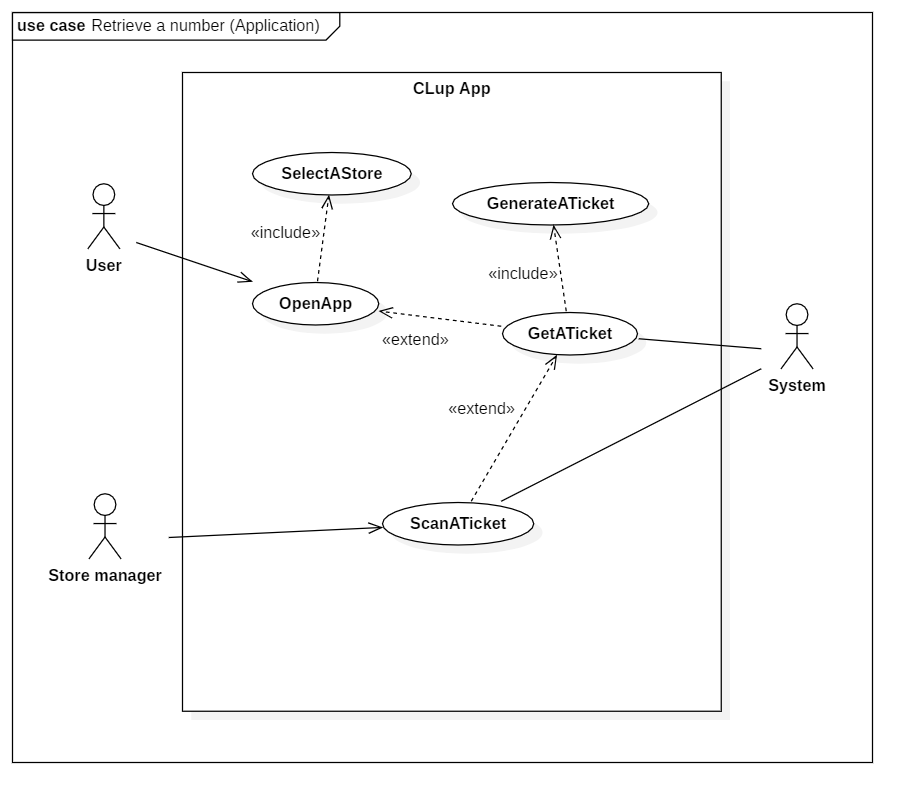 use case Retrieve a number (Application)
CLup App
SelectAStore
GenerateATicket
«include»
User
«include»
OpenApp
GetATicket
«extend»
System
«extend»
ScanATicket
Store manager